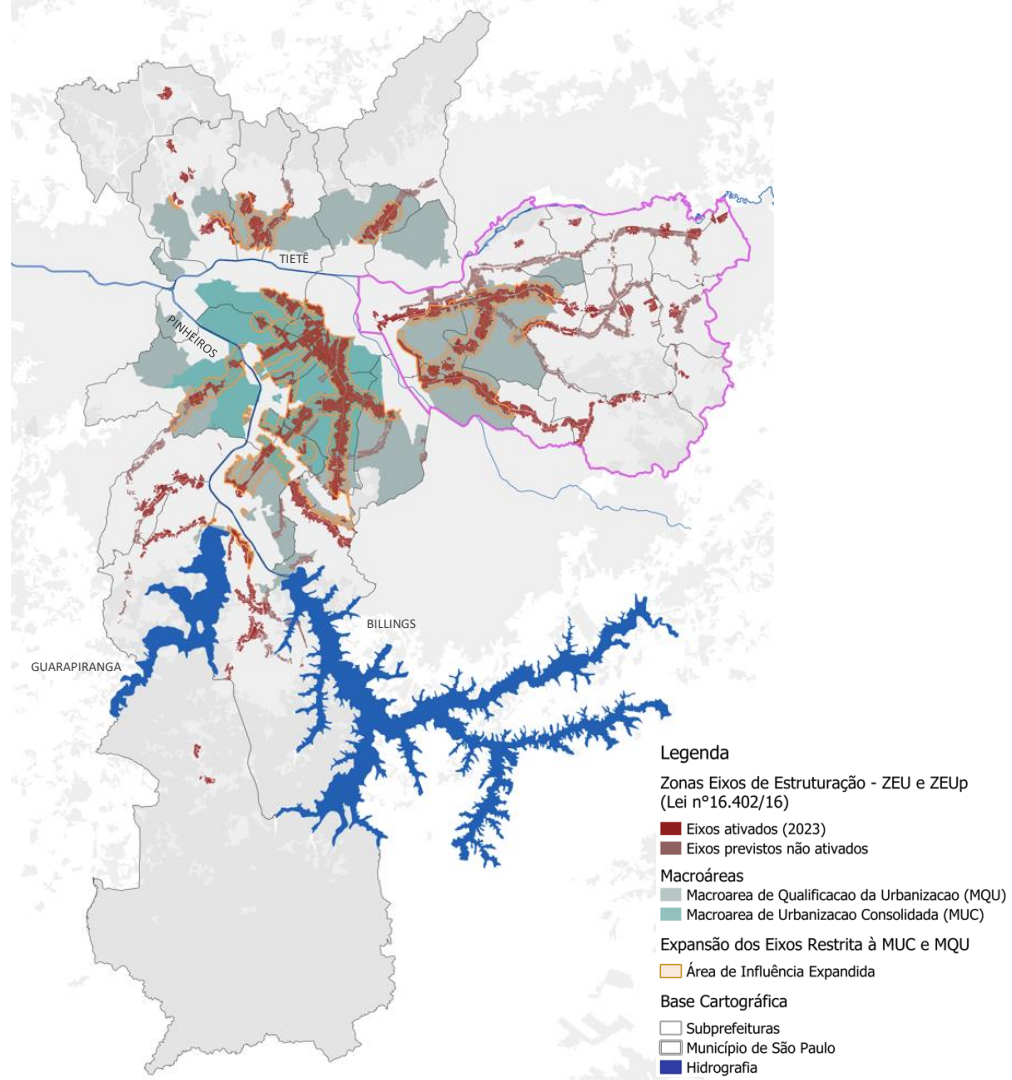 TIETÊ
PINHEIROS
BILLINGS
GUARAPIRANGA
Legenda
Zonas Eixos de Estruturação - ZEU e ZEUp
(Lei n°16.402/16)
Eixos ativados (2023)
Eixos previstos não ativados
Macroáreas
Macroarea de Qualificacao da Urbanizacao (MQU)
Macroarea de Urbanizacao Consolidada (MUC)
Expansão dos Eixos Restrita à MUC e MQU
Área de Influência Expandida
Base Cartográfica
Subprefeituras
Município de São Paulo
Hidrografia